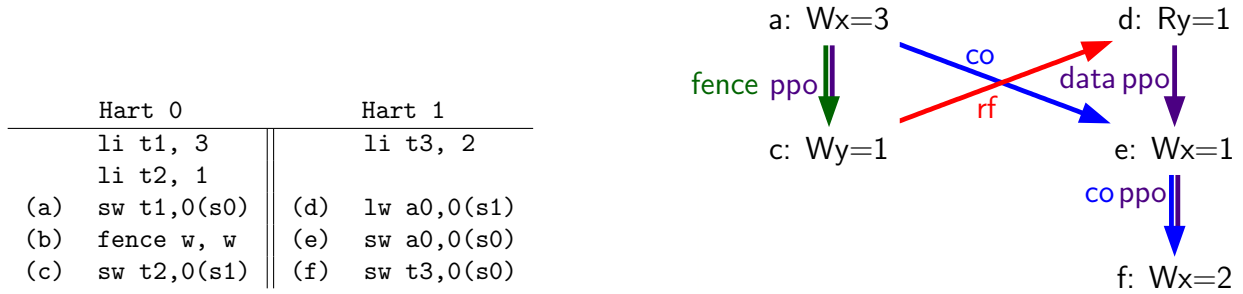 Hart 0 Hart 1
li t1, 3 li t3, 2
li t2, 1
(a) sw t1,0(s0) (d) lw a0,0(s1)
(b) fence w, w (e) sw a0,0(s0)
(c) sw t2,0(s1) (f) sw t3,0(s0)
a: Wx=3 d: Ry=1
co
fence ppo data ppo
rf
c: Wy=1 e: Wx=1
co ppo
f: Wx=2